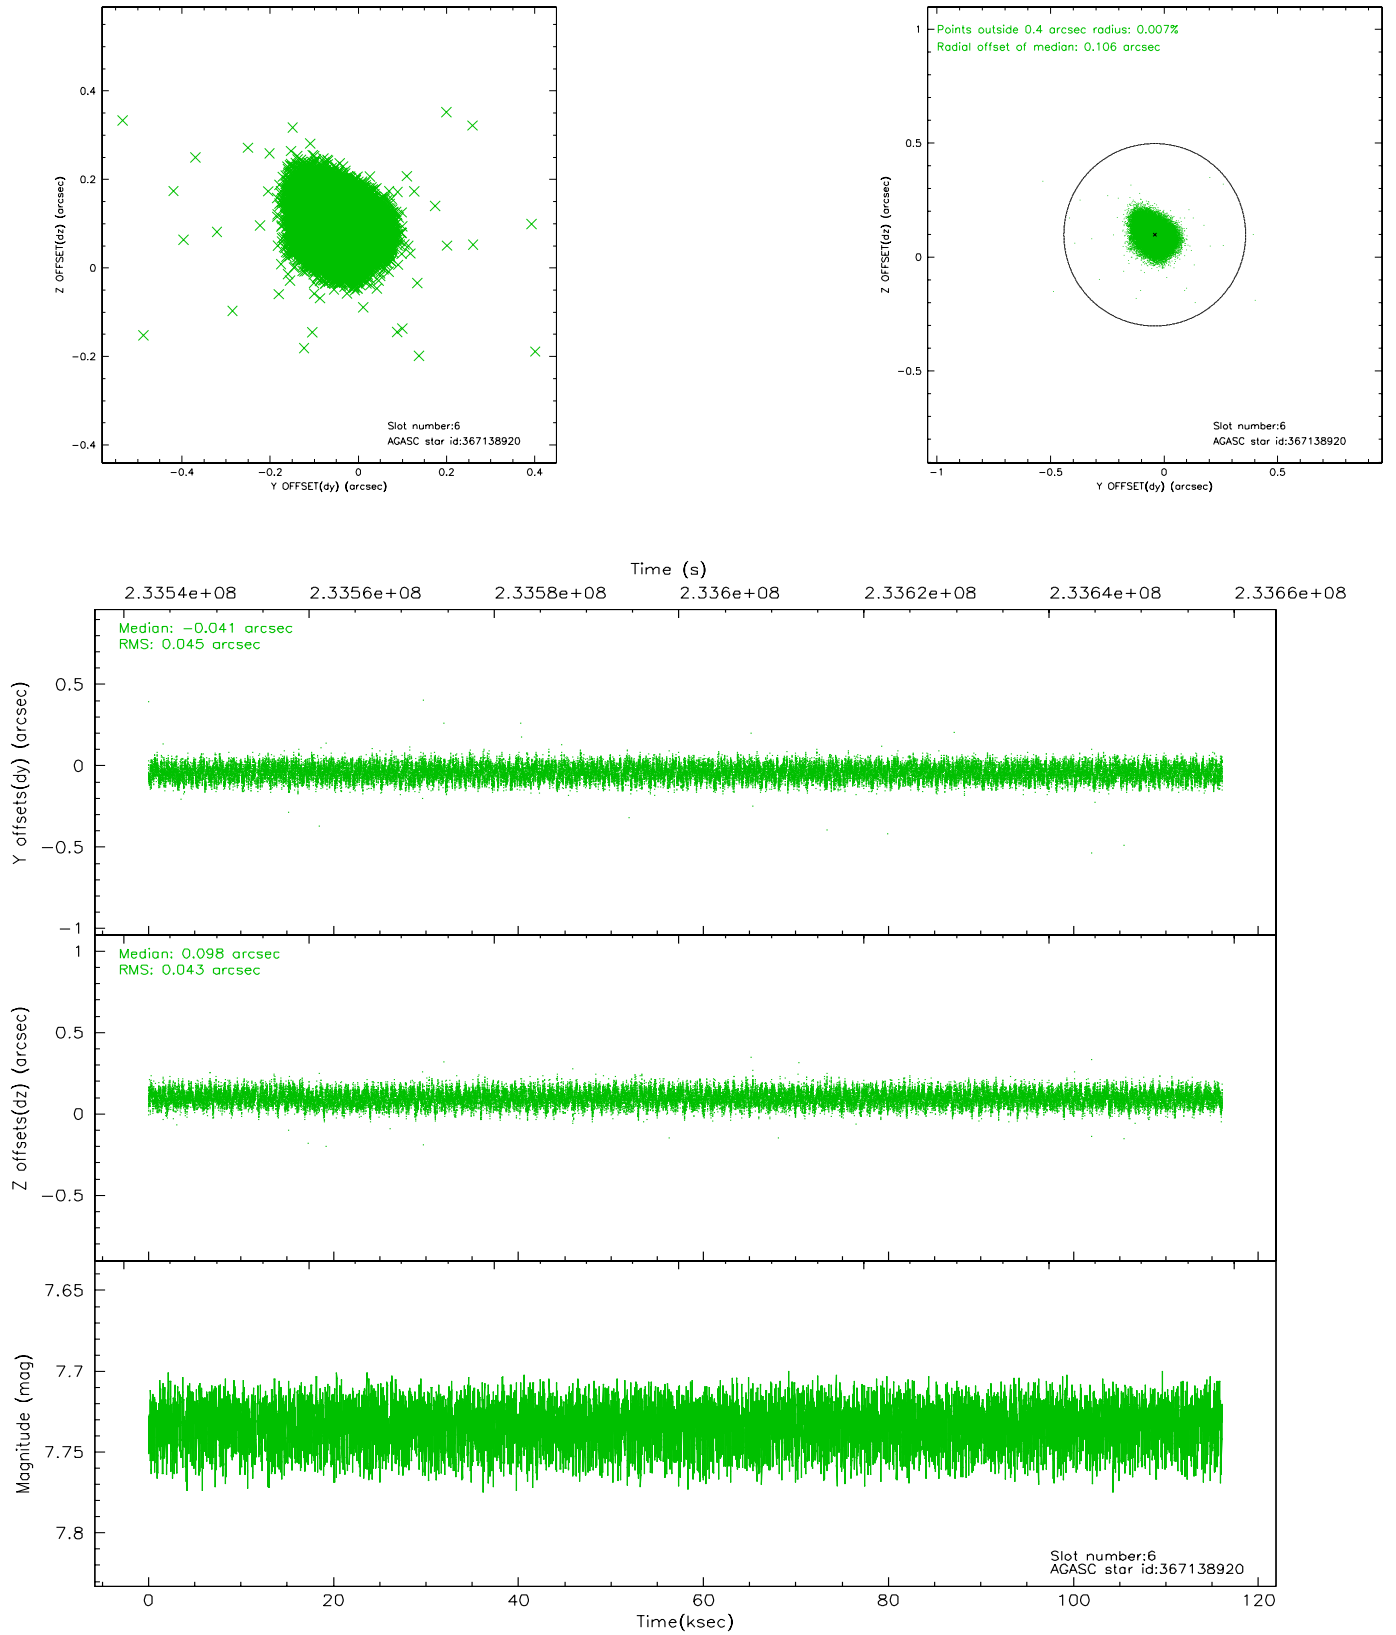 0.4
0.2
0
−0.2
−0.4
Z OFFSET(dz) (arcsec)
Slot number:6
AGASC star id:367138920
−0.4 −0.2 0 0.2 0.4
Y OFFSET(dy) (arcsec)
Points outside 0.4 arcsec radius: 0.007%
Radial offset of median: 0.106 arcsec
1
0.5
0
−0.5
Z OFFSET(dz) (arcsec)
Slot number:6
AGASC star id:367138920
−1 −0.5 0 0.5
Y OFFSET(dy) (arcsec)
Time (s)
2.3354e+08 2.3356e+08 2.3358e+08 2.336e+08 2.3362e+08 2.3364e+08 2.3366e+08
Median: −0.041 arcsec
RMS: 0.045 arcsec
0.5
0
−0.5
−1
Y offsets(dy) (arcsec)
Median: 0.098 arcsec
RMS: 0.043 arcsec
1
0.5
0
−0.5
Z offsets(dz) (arcsec)
7.65
7.7
7.75
7.8
Magnitude (mag)
Slot number:6
AGASC star id:367138920
0 20 40 60 80 100 120
Time(ksec)